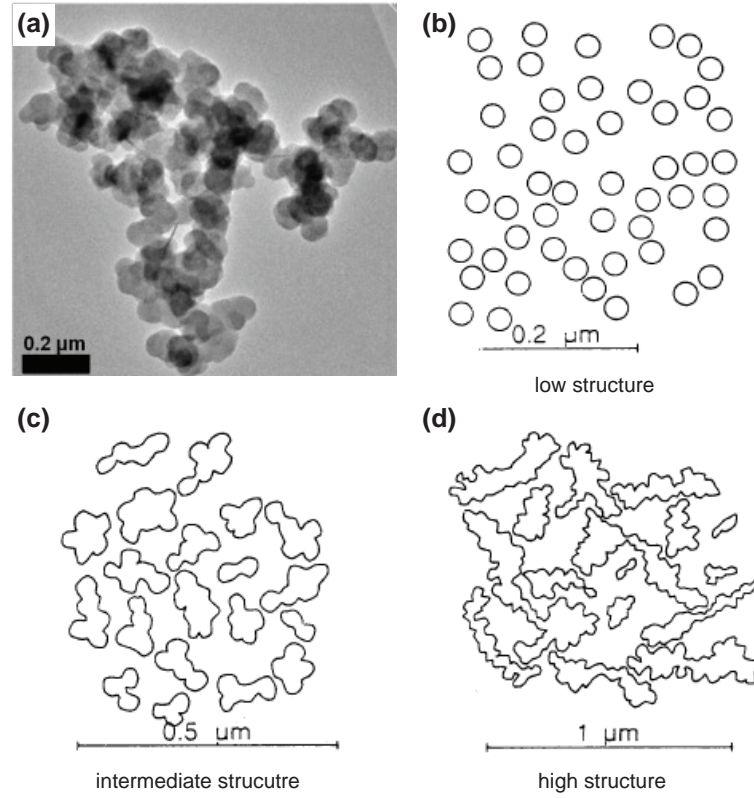 (a)
0.2 µm
(b)
0.2 µm
low structure
(c)
0.5 µm
intermediate strucutre
(d)
1 µm
high structure